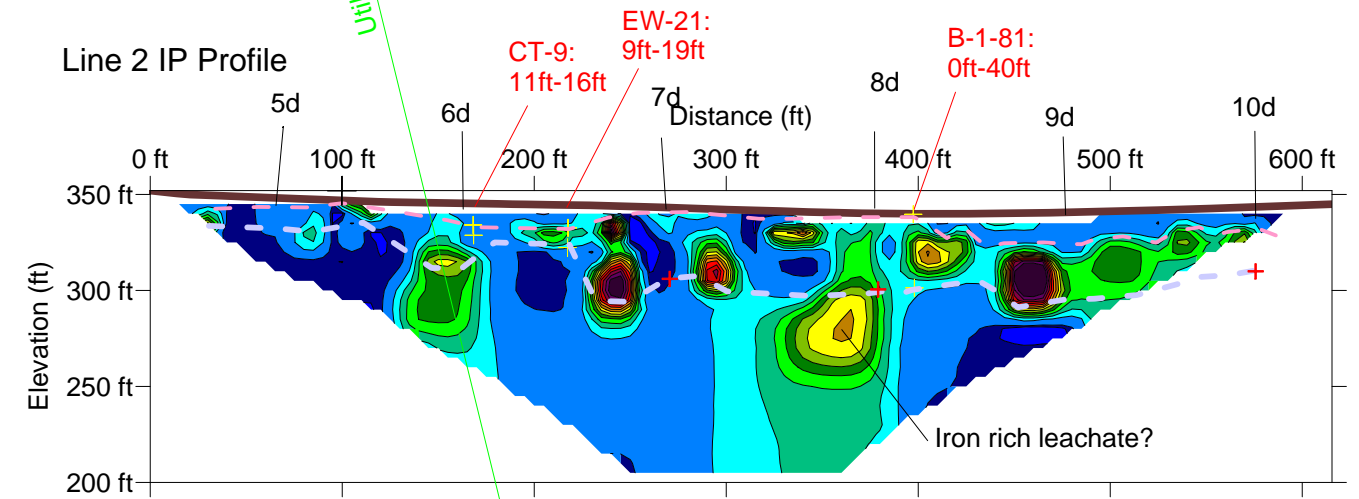 Utili
EW-21:
9ft-19ft
CT-9:
11ft-16ft
B-1-81:
0ft-40ft
Line 2 IP Profile
5d
6d
7d
8d
9d
10d
Distance (ft)
0 ft
100 ft
200 ft
300 ft
400 ft
500 ft
600 ft
350 ft
300 ft
250 ft
200 ft
Elevation (ft)
Iron rich leachate?